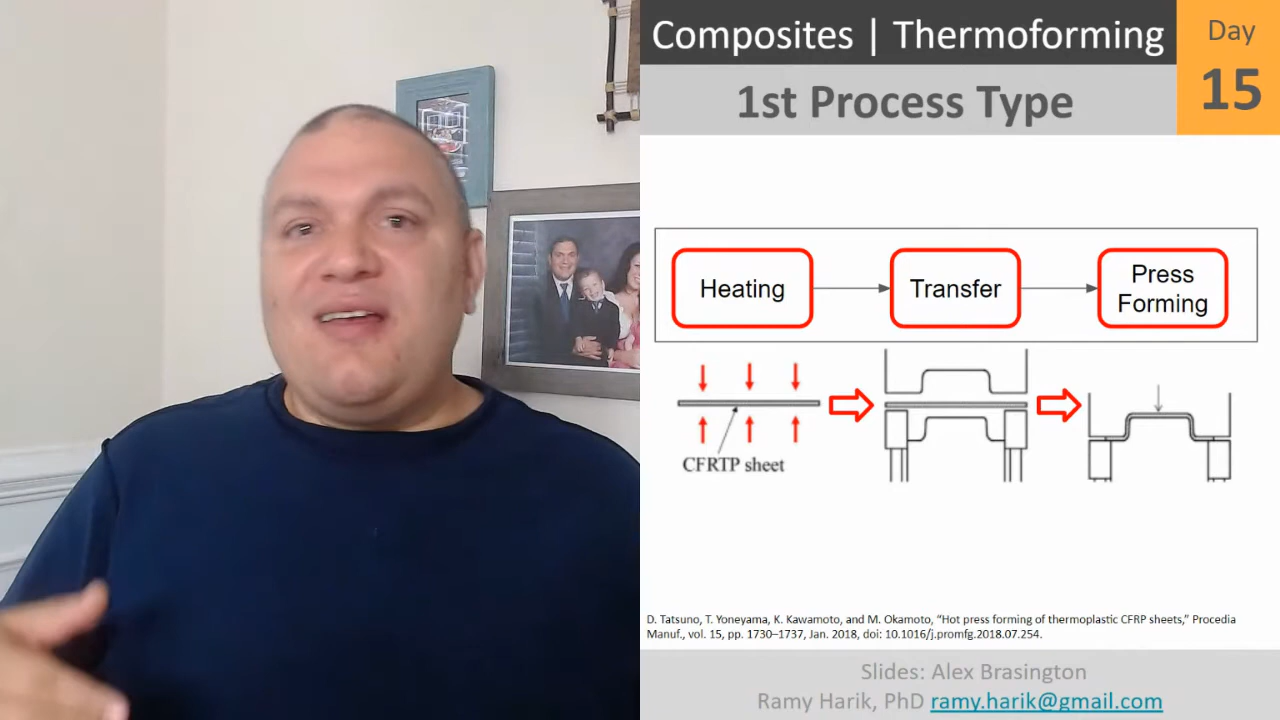 Composites | Thermoforming
Day
15
1st Process Type
Heating
Transfer
Press
Forming
CFRTP sheet
D. Tatsuno, T. Yoneyama, K. Kawamoto, and M. Okamoto, “Hot press forming of thermoplastic CFRP sheets,” Procedia
Manuf., vol. 15, pp. 1730–1737, Jan. 2018, doi: 10.1016/j.promfg.2018.07.254.
Slides: Alex Brasington
Ramy Harik, PhD ramy.harik@gmail.com